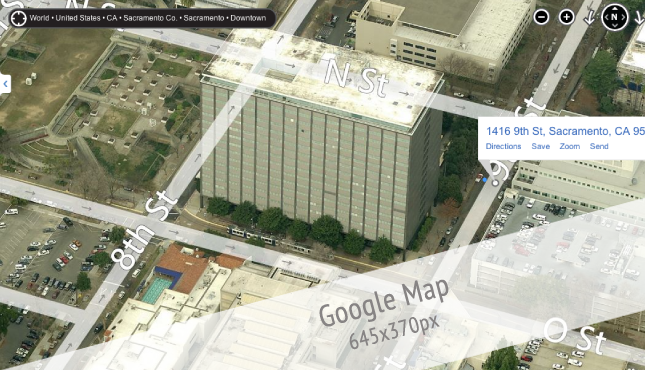 World • United States • CA • Sacramento Co. • Sacramento • Downtown
N
N St
1416 9th St, Sacramento, CA 95
Directions Save Zoom Send
8th St
Google Map
645x370px
O St